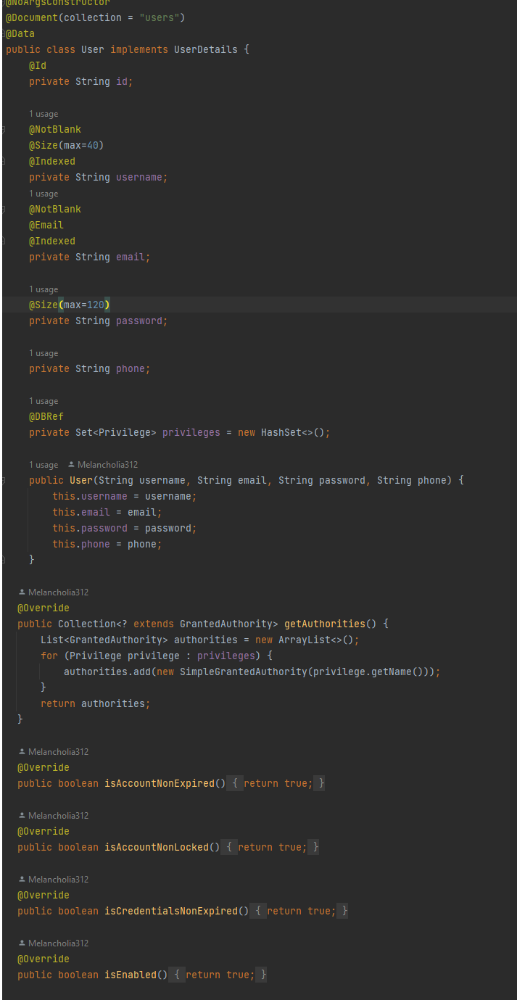 @NoArgsConstructor
@Document(collection = "users")
@Data
public class User implements UserDetails {
    @Id
    private String id;

    1 usage
    @NotBlank
    @Size(max=40)
    @Indexed
    private String username;
    1 usage
    @NotBlank
    @Email
    @Indexed
    private String email;

    1 usage
    @Size(max=120)
    private String password;

    1 usage
    private String phone;

    1 usage
    @DBRef
    private Set<Privilege> privileges = new HashSet<>();

    1 usage   Melancholia312
    public User(String username, String email, String password, String phone) {
        this.username = username;
        this.email = email;
        this.password = password;
        this.phone = phone;
    }

  Melancholia312
  @Override
  public Collection<? extends GrantedAuthority> getAuthorities() {
      List<GrantedAuthority> authorities = new ArrayList<>();
      for (Privilege privilege : privileges) {
          authorities.add(new SimpleGrantedAuthority(privilege.getName()));
      }
      return authorities;
  }

  Melancholia312
  @Override
  public boolean isAccountNonExpired() { return true; }

  Melancholia312
  @Override
  public boolean isAccountNonLocked() { return true; }

  Melancholia312
  @Override
  public boolean isCredentialsNonExpired() { return true; }

  Melancholia312
  @Override
  public boolean isEnabled() { return true; }